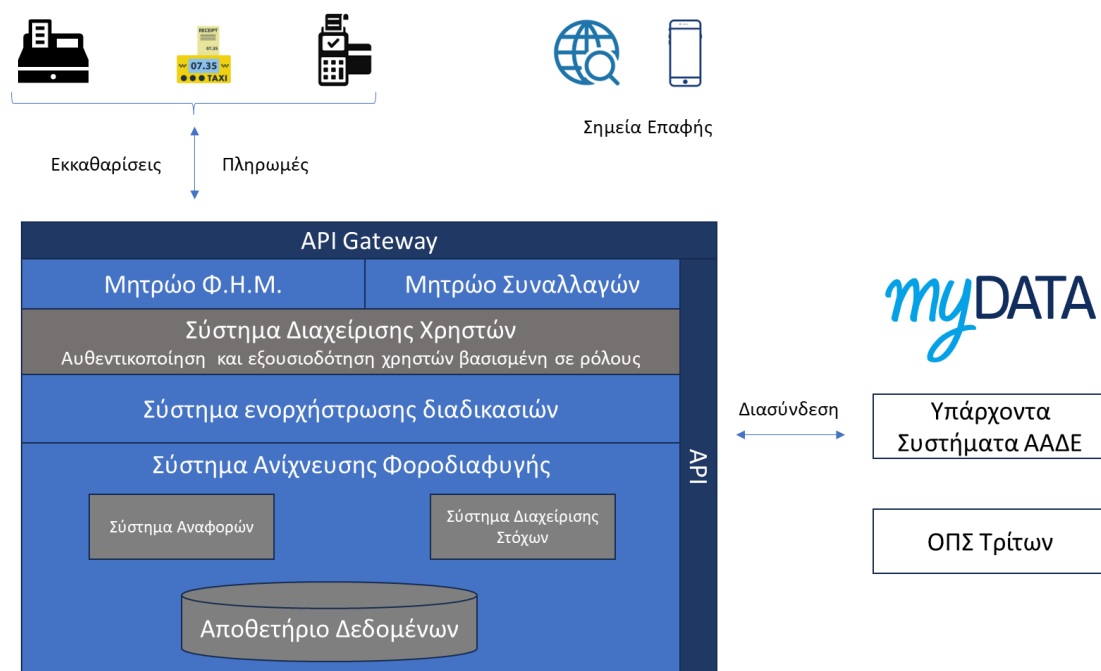 RECEIPT
07.35
07.35
TAXI
Σημεία Επαφής
Εκκαθαρίσεις
Πληρωμές
API Gateway
Μητρώο Φ.Η.Μ.
Μητρώο Συναλλαγών
Σύστημα Διαχείρισης Χρηστών
Αυθεντικοποίηση και εξουσιοδότηση χρηστών βασισμένη σε ρόλους
Σύστημα ενορχήστρωσης διαδικασιών
Σύστημα Ανίχνευσης Φοροδιαφυγής
Σύστημα Αναφορών
Σύστημα Διαχείρισης
Στόχων
Αποθετήριο Δεδομένων
API
Διασύνδεση
myDATA
Υπάρχοντα
Συστήματα ΑΑΔΕ
ΟΠΣ Τρίτων